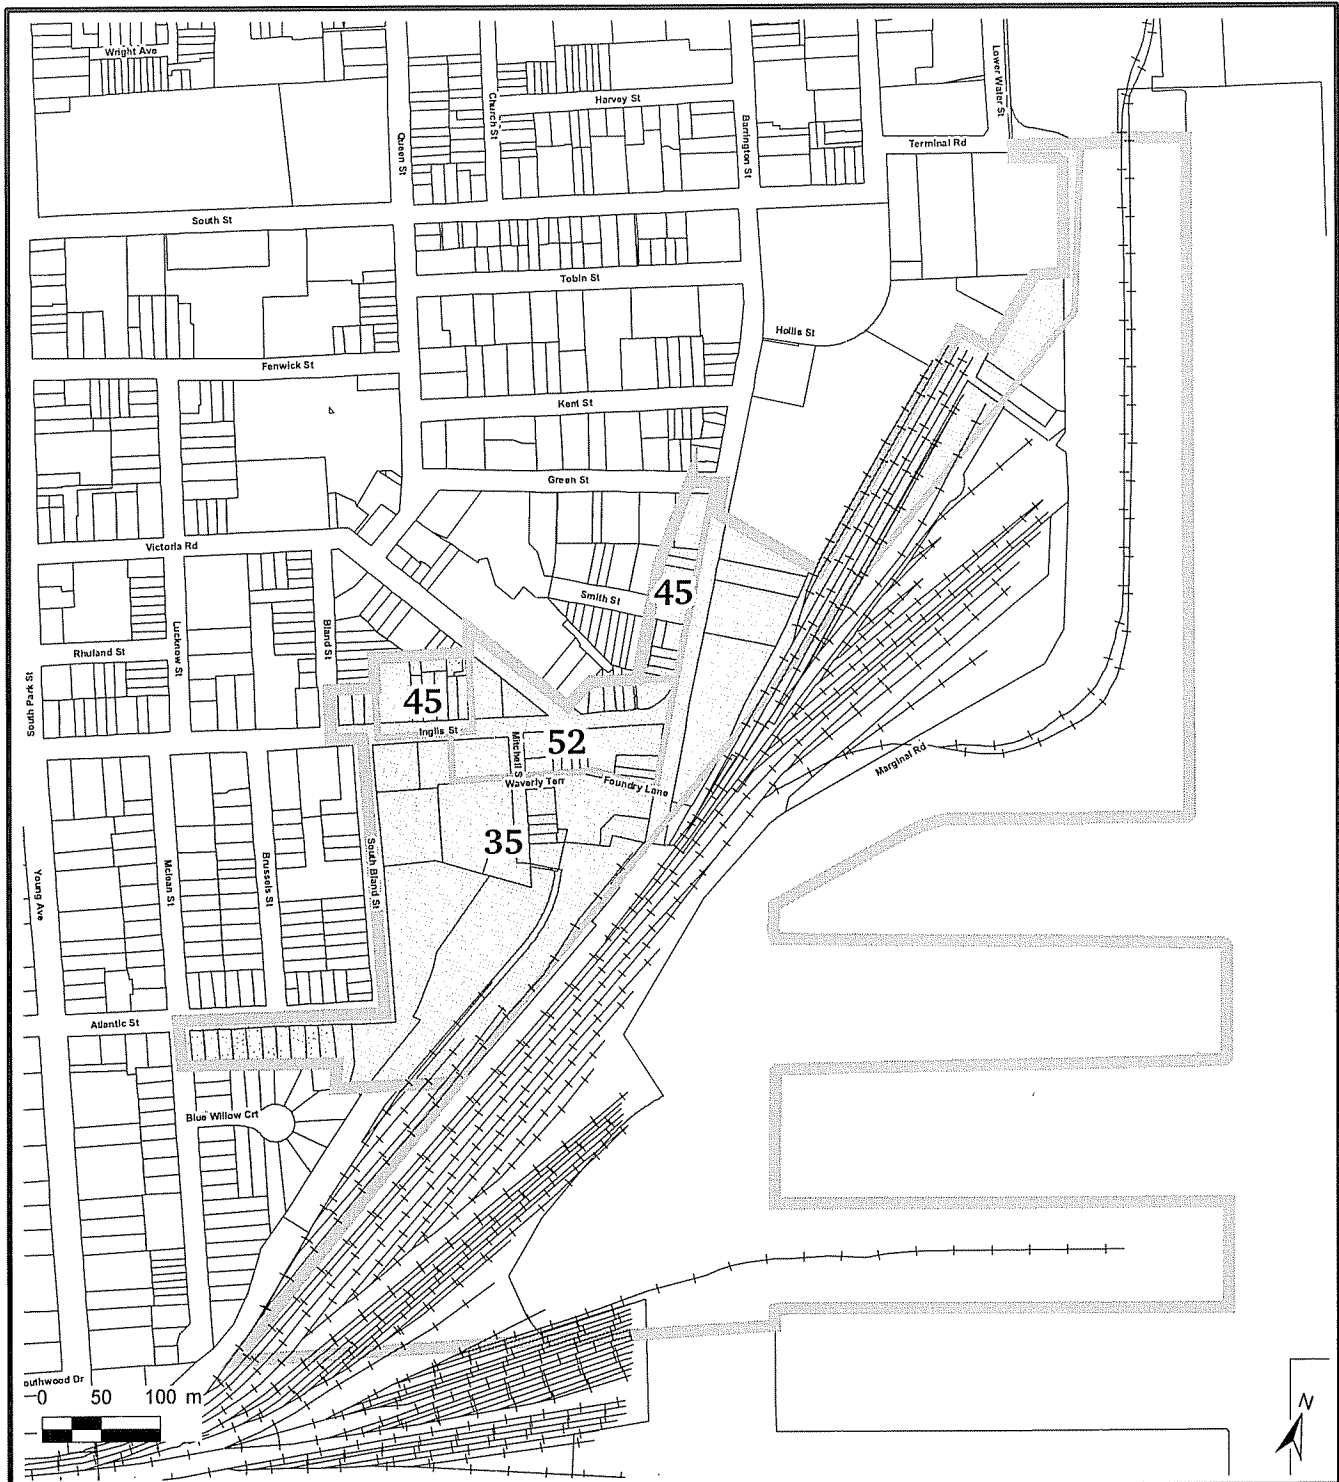 Wright Ave
Lower Water St
Church St
Harvey St
Queen St
Barrington St
Terminal Rd
South St
Tobin St
Hollis St
Fenwick St
Kent St
Green St
Victoria Rd
45
Smith St
Bland St
Lucknow St
Rhuland St
South Park St
45
Inglis St
Mitchell S
52
Waverly Terr
Foundry Lane
Marginal Rd
35
South Bland St
Brussels St
Mclean St
Young Ave
Atlantic St
Blue Willow Crt
outhwood Dr
0 50 100 m
N